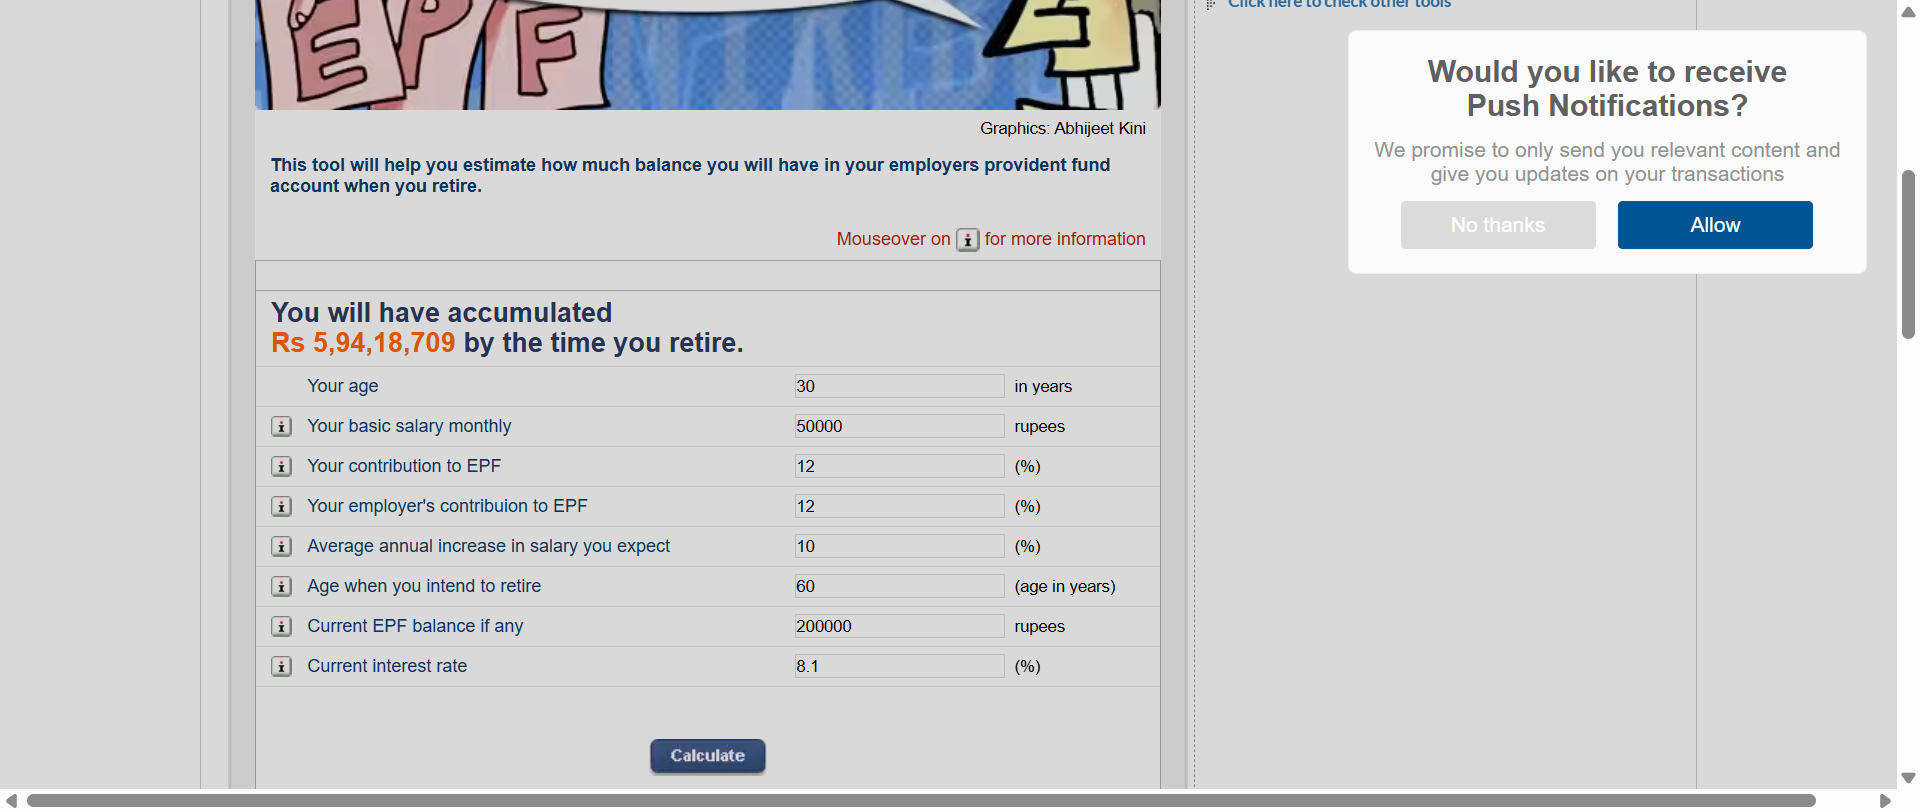 Click here to check other tools
EPF
Graphics: Abhijeet Kini
This tool will help you estimate how much balance you will have in your employers provident fund
account when you retire.
Mouseover on i for more information
You will have accumulated
Rs 5,94,18,709 by the time you retire.
Your age 30 in years
i Your basic salary monthly 50000 rupees
i Your contribution to EPF 12 (%)
i Your employer's contribuion to EPF 12 (%)
i Average annual increase in salary you expect 10 (%)
i Age when you intend to retire 60 (age in years)
i Current EPF balance if any 200000 rupees
i Current interest rate 8.1 (%)
Calculate
Would you like to receive
Push Notifications?
We promise to only send you relevant content and
give you updates on your transactions
No thanks Allow